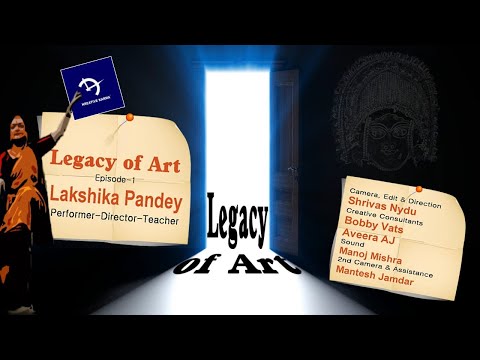 Legacy of Art
Episode-1
Lakshika Pandey
Performer-Director-Teacher
Legacy
of Art
Camera, Edit & Direction
Shrivas Nydu
Creative Consultants
Bobby Vats
Aveera AJ
Sound
Manoj Mishra
2nd Camera & Assistance
Mantesh Jamdar